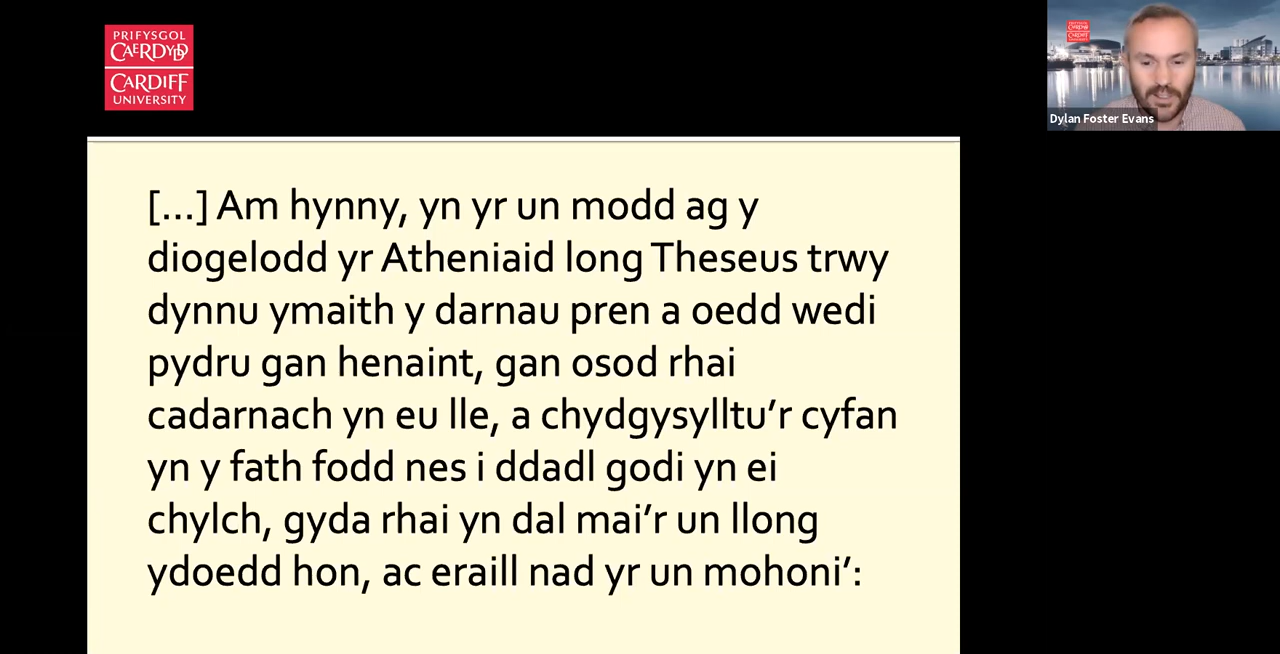 PRIFYSGOL
CAERDYDD
CARDIFF
UNIVERSITY
Dylan Foster Evans
[...] Am hynny, yn yr un modd ag y
diogelodd yr Atheniaid long Theseus trwy
dynnu ymaith y darnau pren a oedd wedi
pydru gan henaint, gan osod rhai
cadarnach yn eu lle, a chydgysylltu’r cyfan
yn y fath fodd nes i ddadl godi yn ei
chylch, gyda rhai yn dal mai’r un llong
ydoedd hon, ac eraill nad yr un mohoni’: